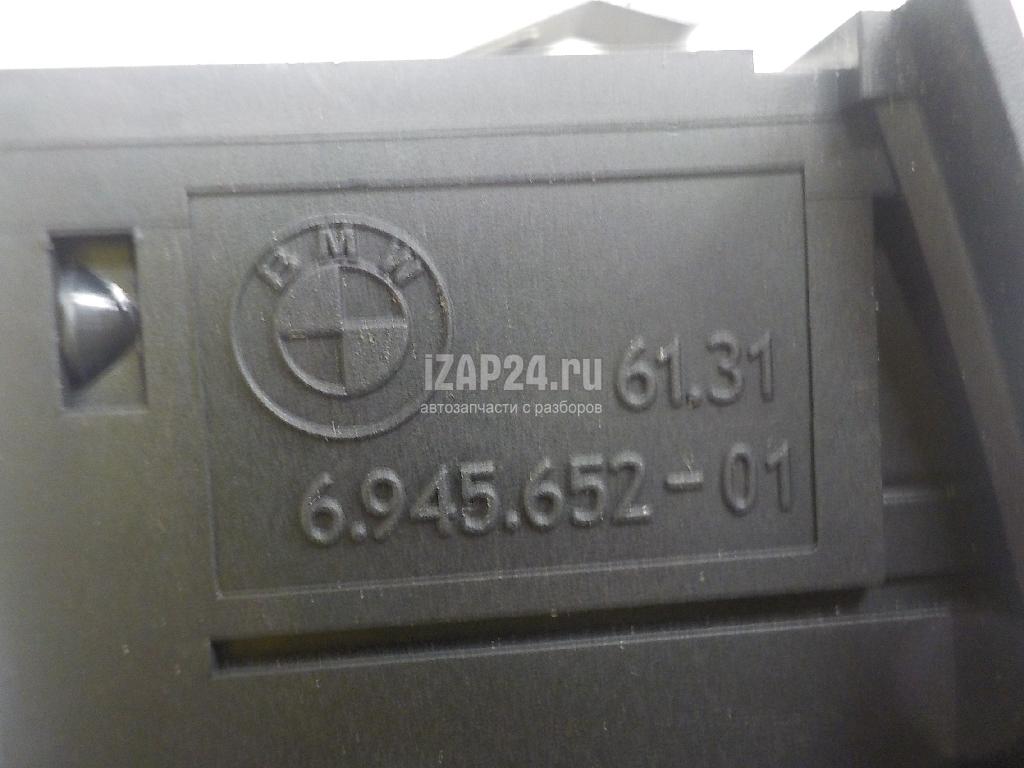 BMW
61.31
iZAP24.ru
автозапчасти с разборов
6.945.652-01